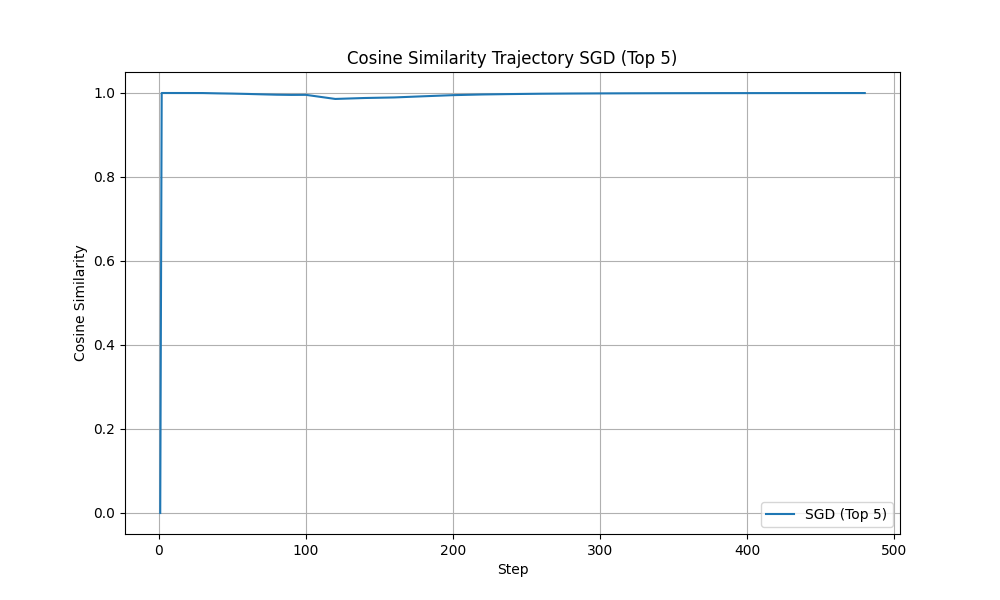 Cosine Similarity Trajectory SGD (Top 5)
1.0
0.8
0.6
0.4
0.2
0.0
Cosine Similarity
SGD (Top 5)
0 100 200 300 400 500
Step